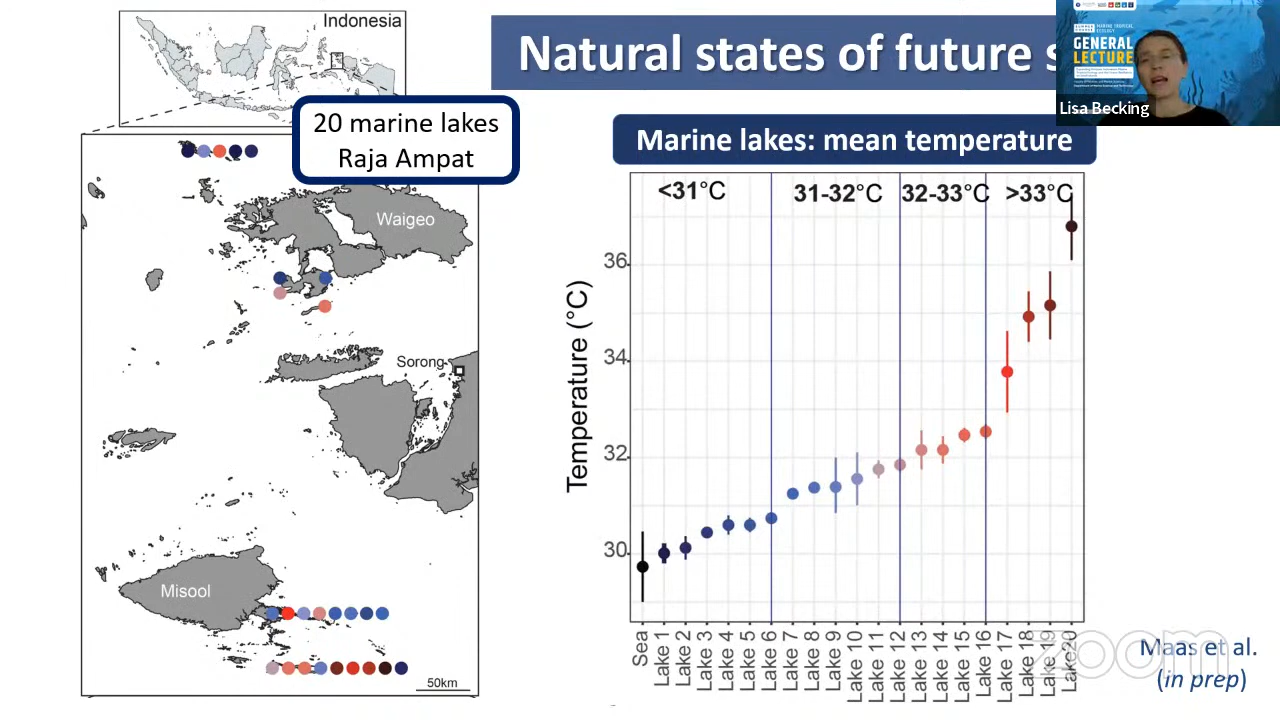 Indonesia
Natural states of future s
GENERAL
LECTURE
Lisa Becking
20 marine lakes
Raja Ampat
Marine lakes: mean temperature
Waigeo
Sorong
Misool
50km
<31°C
31-32°C
32-33°C
>33°C
Temperature (°C)
36
34
32
30
Sea
Lake 1
Lake 2
Lake 3
Lake 4
Lake 5
Lake 6
Lake 7
Lake 8
Lake 9
Lake 10
Lake 11
Lake 12
Lake 13
Lake 14
Lake 15
Lake 16
Lake 17
Lake 18
Lake 19
Lake 20
zoom
Maas et al.
(in prep)